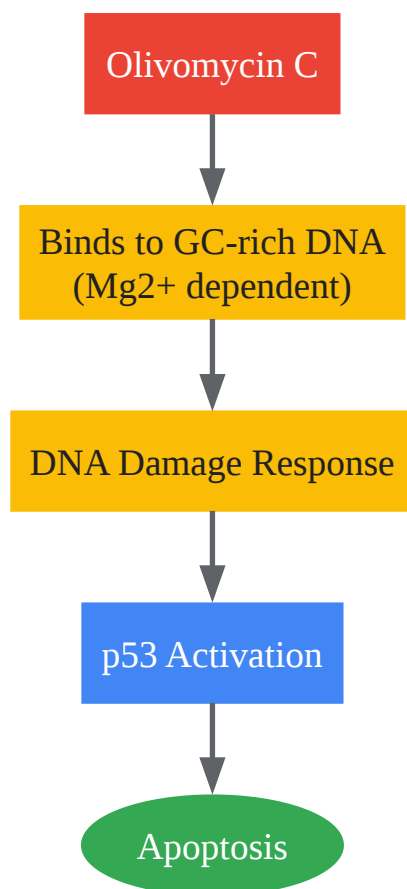 Olivomycin C
Binds to GC-rich DNA
(Mg2+ dependent)
DNA Damage Response
p53 Activation
Apoptosis